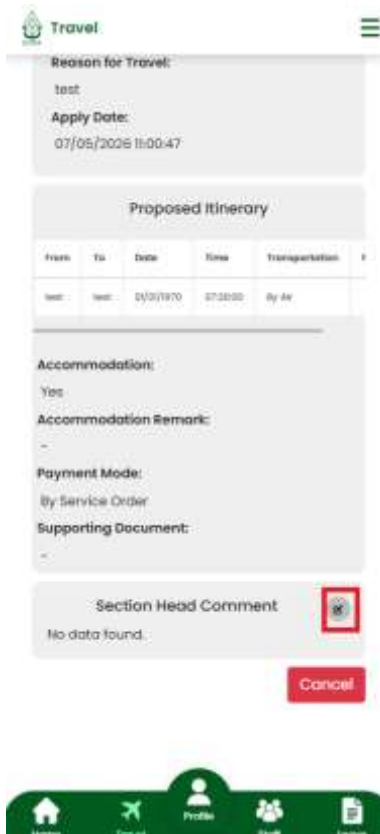 Travel
Reason for Travel:
test
Apply Date:
07/05/2026 11:00:47
Proposed Itinerary
From To Date Time Transportation
test test 01/01/1970 07:30:00 By Air
Accommodation:
Yes
Accommodation Remark:
-
Payment Mode:
By Service Order
Supporting Document:
-
Section Head Comment
No data found.
Cancel
Profile